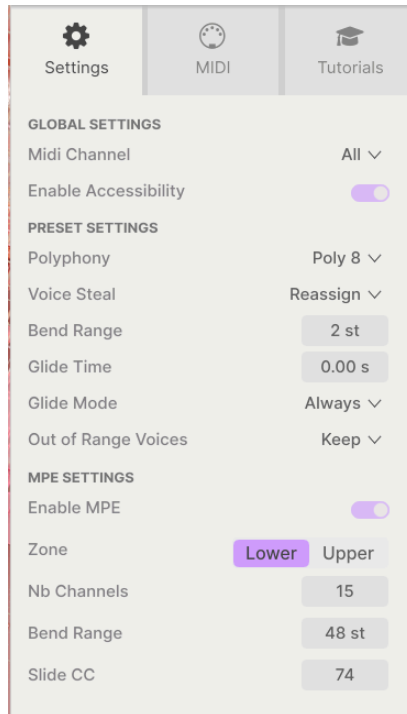 Settings MIDI Tutorials
GLOBAL SETTINGS
Midi Channel All
Enable Accessibility
PRESET SETTINGS
Polyphony Poly 8
Voice Steal Reassign
Bend Range 2 st
Glide Time 0.00 s
Glide Mode Always
Out of Range Voices Keep
MPE SETTINGS
Enable MPE
Zone Lower Upper
Nb Channels 15
Bend Range 48 st
Slide CC 74